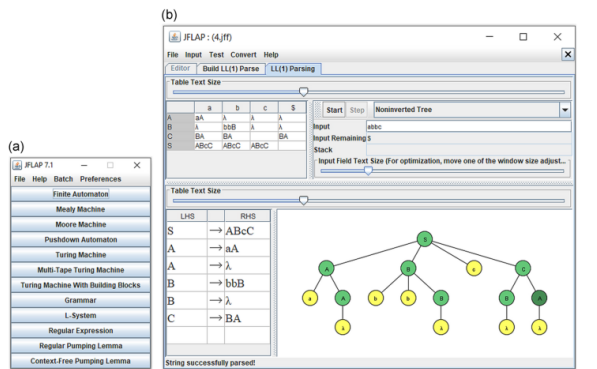 (a)
JFLAP 7.1
File Help Batch Preferences
Finite Automaton
Mealy Machine
Moore Machine
Pushdown Automaton
Turing Machine
Multi-Tape Turing Machine
Turing Machine With Building Blocks
Grammar
L-System
Regular Expression
Regular Pumping Lemma
Context-Free Pumping Lemma
(b)
JFLAP : (4.jff)
File Input Test Convert Help
Editor Build LL(1) Parse LL(1) Parsing
Table Text Size
a b c $
A aA λ λ λ
B λ bbB λ λ
C BA BA BA
S ABcC ABcC ABcC
Start Step Noninverted Tree
Input abbc
Input Remaining $
Stack
Input Field Text Size (For optimization, move one of the window size adjust...
Table Text Size
LHS RHS
S → ABcC
A → aA
A → λ
B → bbB
B → λ
C → BA
S
A B c C
a A b b B B A
λ λ λ λ
String successfully parsed!